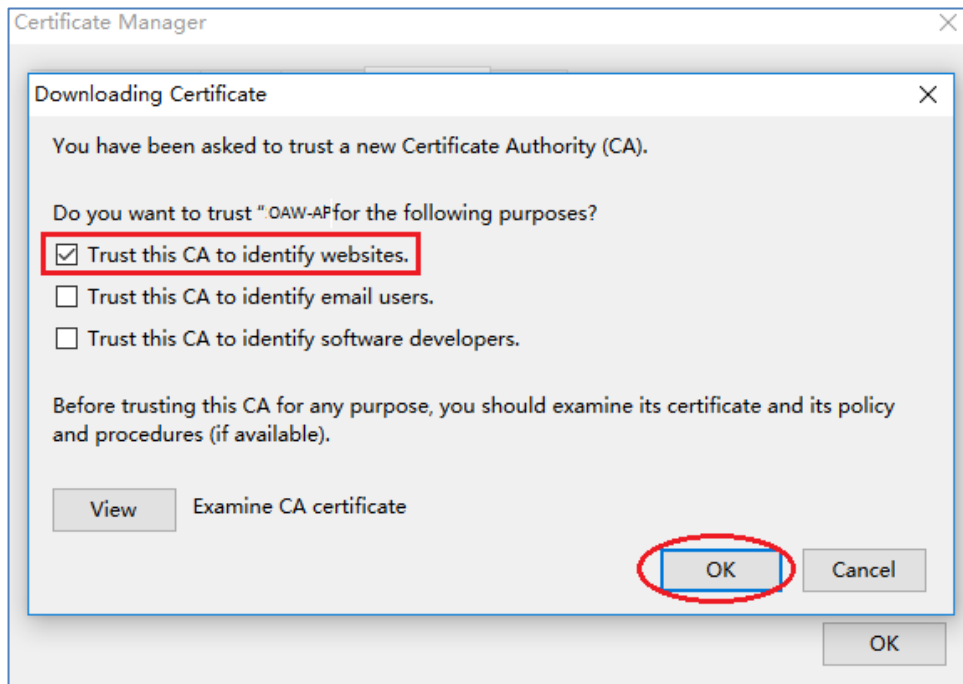 Certificate Manager
Downloading Certificate
You have been asked to trust a new Certificate Authority (CA).
Do you want to trust “:OAW-AP for the following purposes?
Trust this CA to identify websites.
Trust this CA to identify email users.
Trust this CA to identify software developers.
Before trusting this CA for any purpose, you should examine its certificate and its policy
and procedures (if available).
View Examine CA certificate
OK Cancel
OK